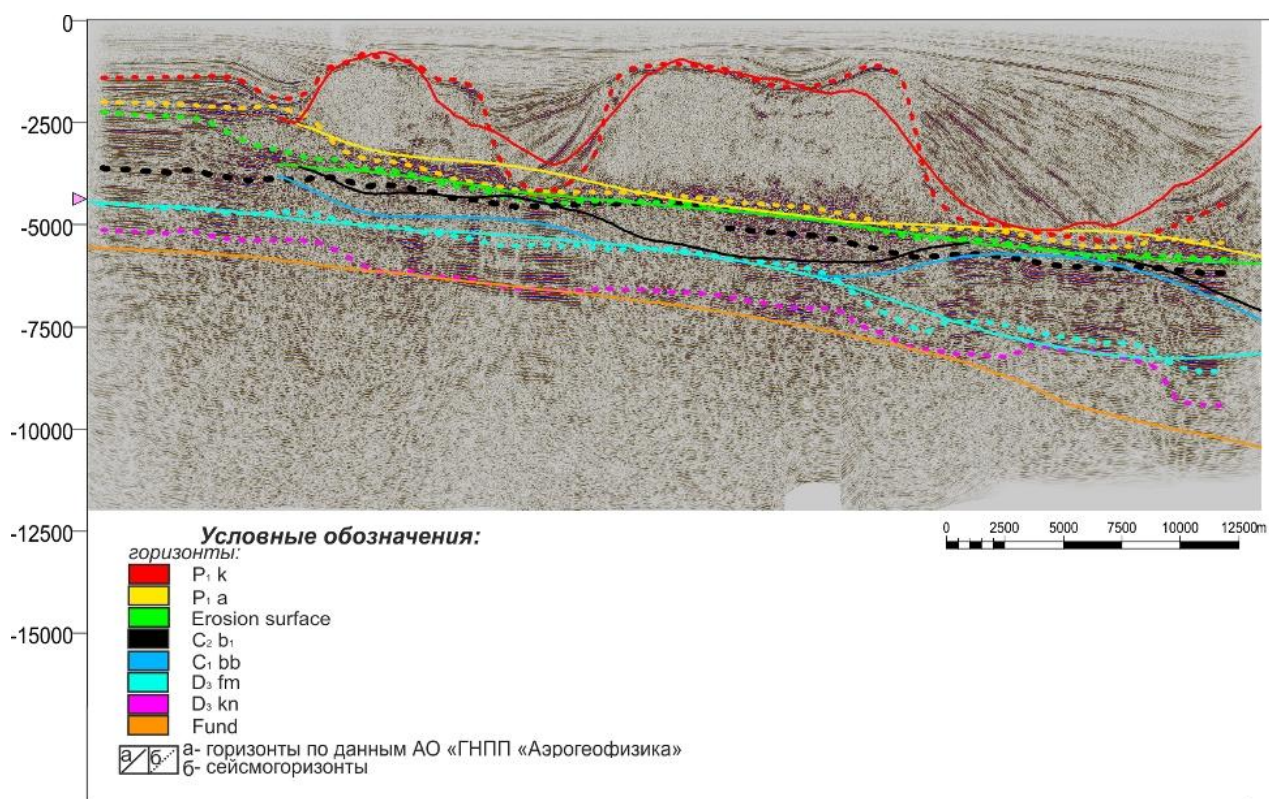 0
-2500
-5000
-7500
-10000
-12500
-15000
0 2500 5000 7500 10000 12500m
Условные обозначения:
горизонты:
P₁ k
P₁ a
Erosion surface
C₂ b₁
C₁ bb
D₃ fm
D₃ kn
Fund
а б а- горизонты по данным АО «ГНПП «Аэрогеофизика»
б- сейсмогоризонты